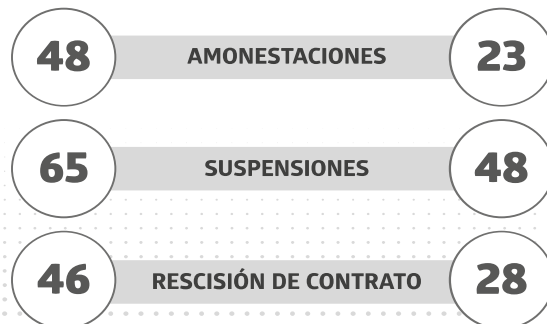 48 AMONESTACIONES 23
65 SUSPENSIONES 48
46 RESCISIÓN DE CONTRATO 28